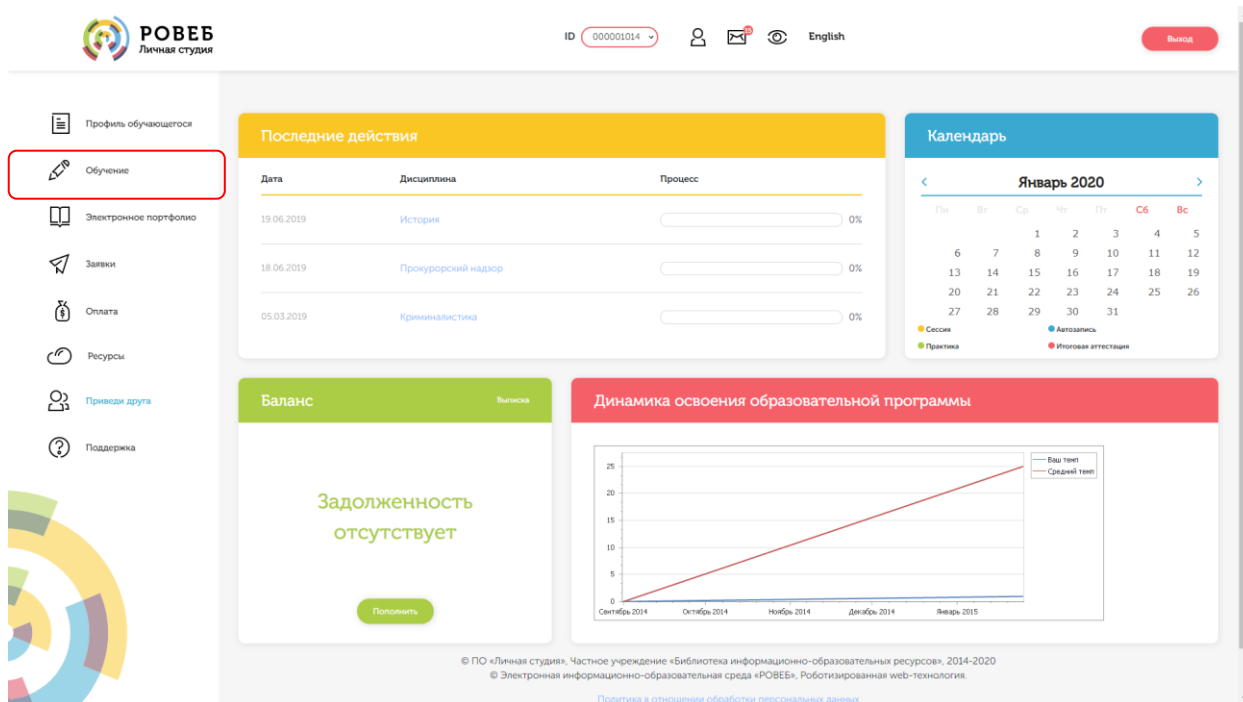 РОВЕБ
Личная студия
ID 000001014
English
Выход
Профиль обучающегося
Обучение
Электронное портфолио
Заявки
Оплата
Ресурсы
Приведи друга
Поддержка
Последние действия
Дата Дисциплина Процесс
19.06.2019 История 0%
18.06.2019 Прокурорский надзор 0%
05.03.2019 Криминалистика 0%
Календарь
Январь 2020
Пн Вт Ср Чт Пт Сб Вс
1 2 3 4 5
6 7 8 9 10 11 12
13 14 15 16 17 18 19
20 21 22 23 24 25 26
27 28 29 30 31
Сессия Автозапись
Практика Итоговая аттестация
Баланс Выписка
Задолженность
отсутствует
Пополнить
Динамика освоения образовательной программы
25
20
15
10
5
0
Сентябрь 2014 Октябрь 2014 Ноябрь 2014 Декабрь 2014 Январь 2015
Ваш темп
Средний темп
© ПО «Личная студия», Частное учреждение «Библиотека информационно-образовательных ресурсов», 2014-2020
© Электронная информационно-образовательная среда «РОВЕБ», Роботизированная web-технология.
Политика в отношении обработки персональных данных